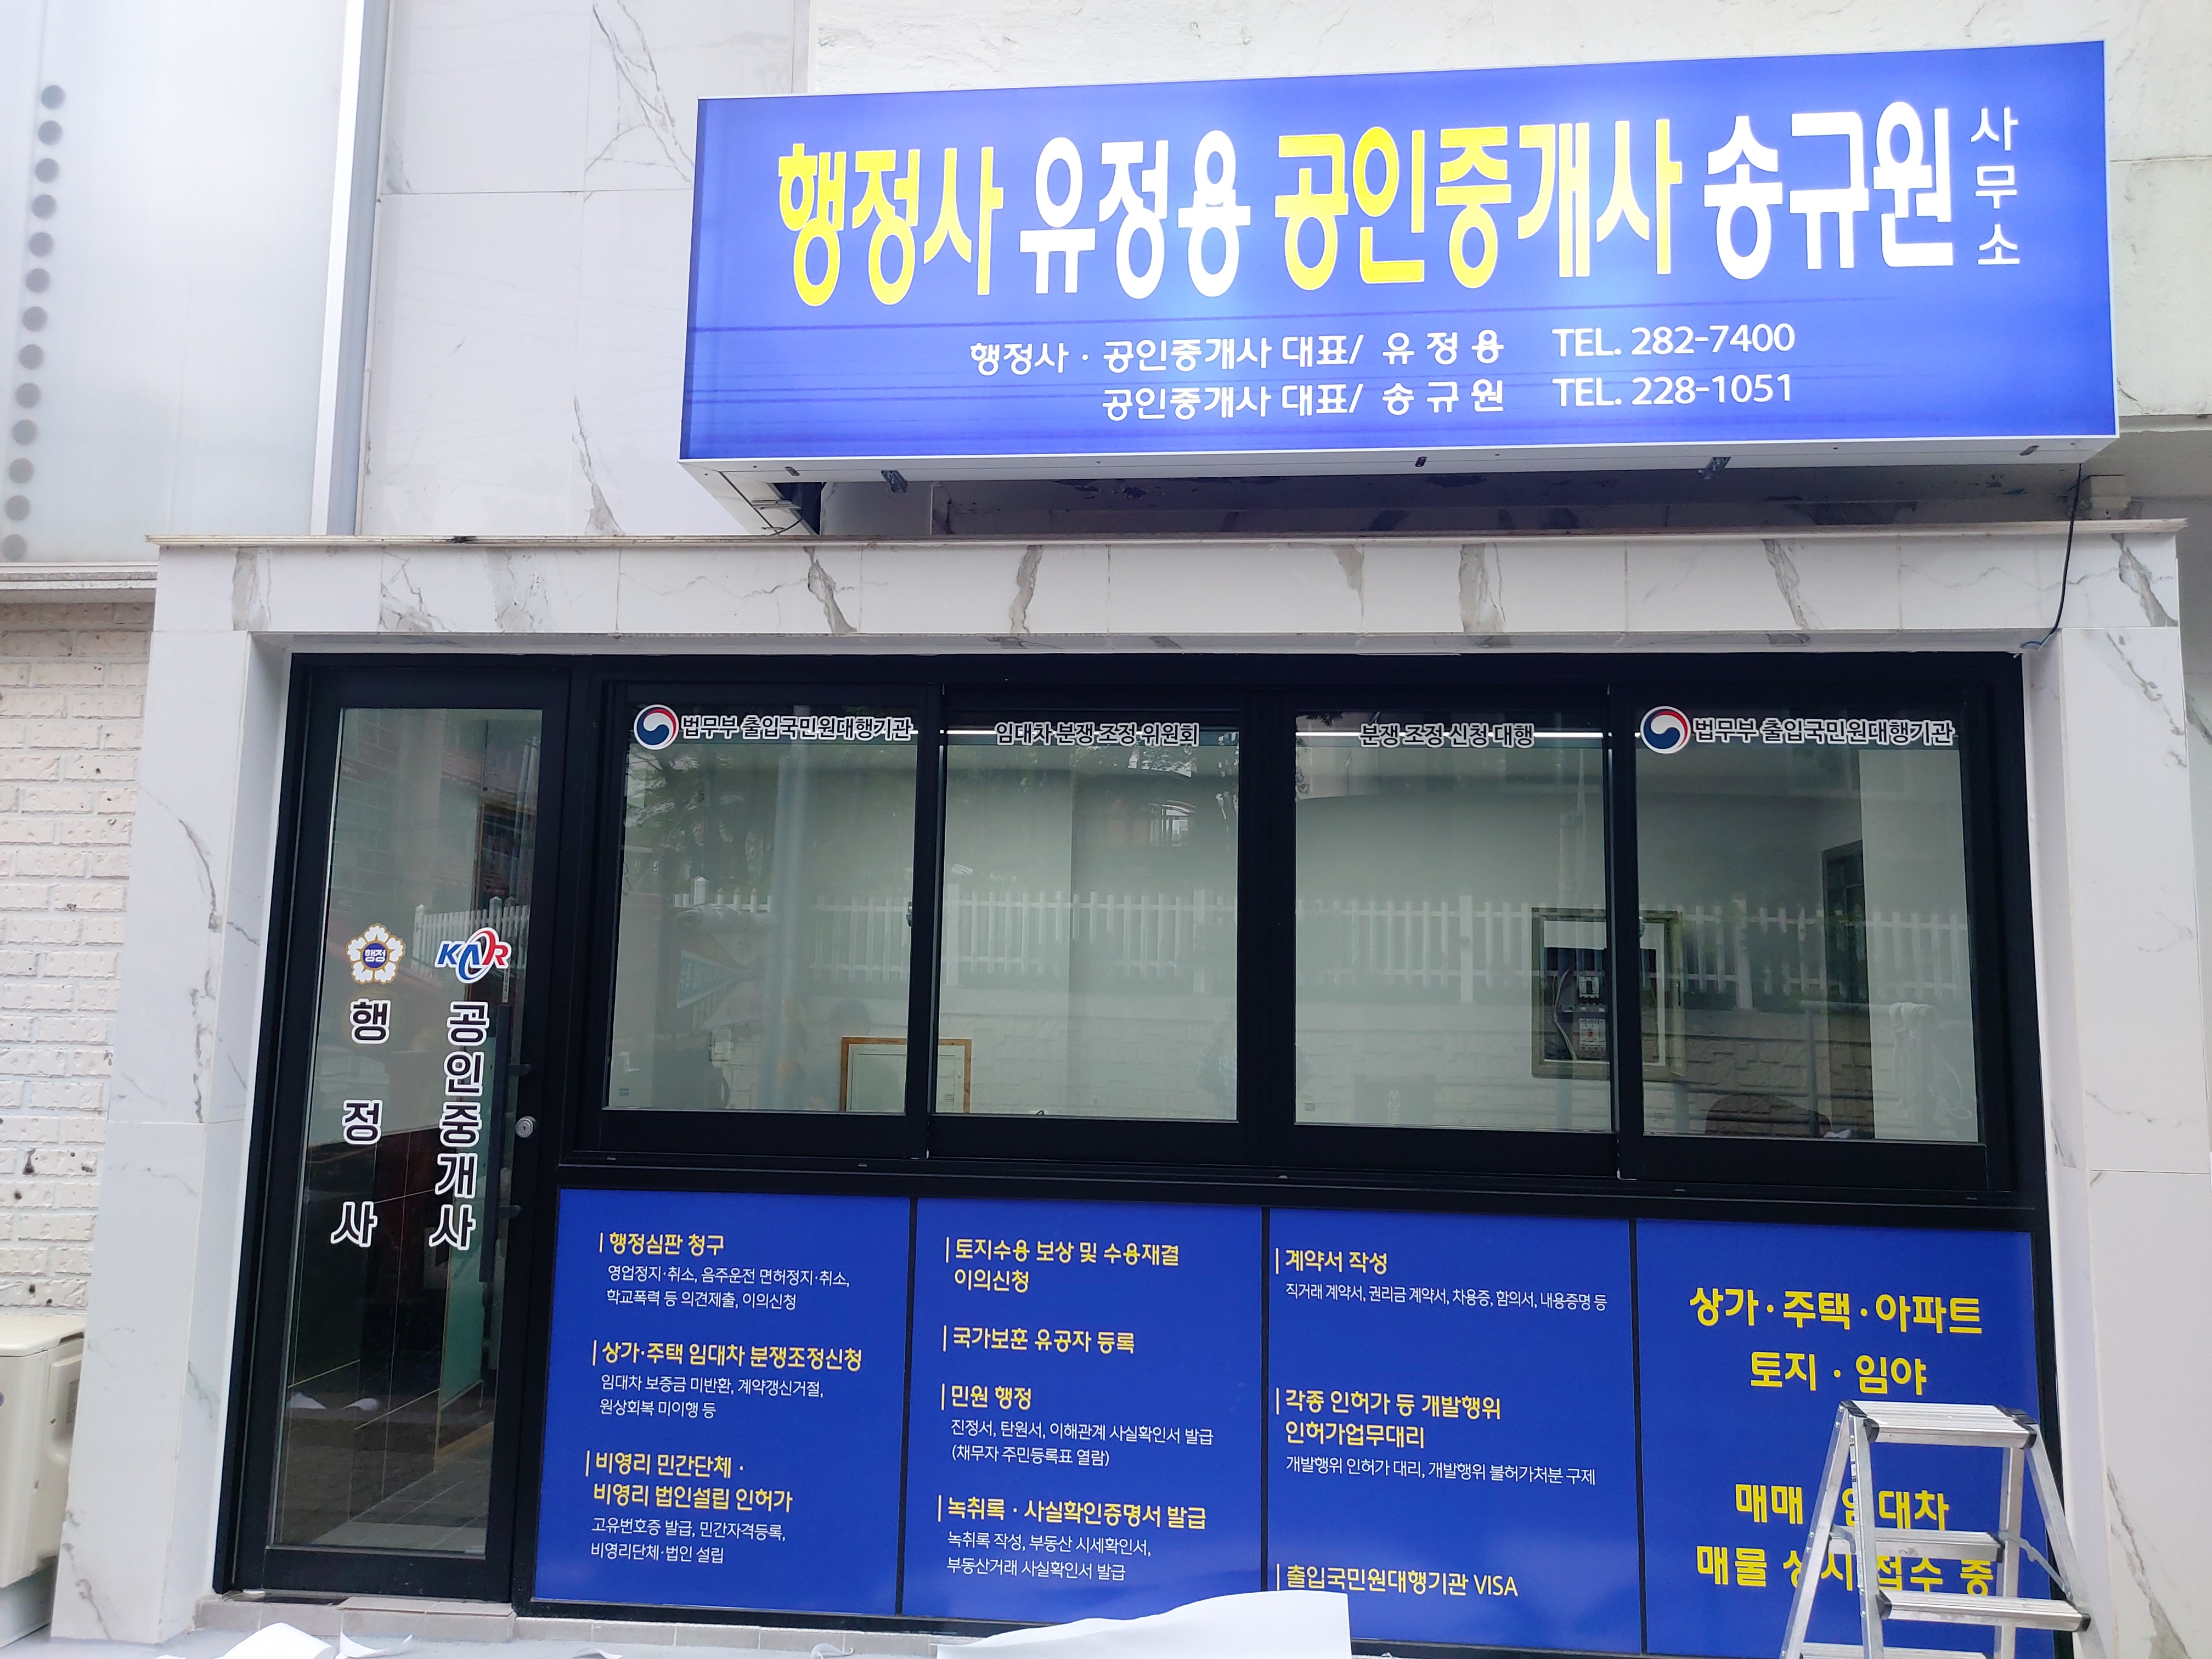 행정사 유정용 공인중개사 송규원 사무소
행정사 · 공인중개사 대표/ 유 정 용 TEL. 282-7400
공인중개사 대표/ 송 규 원 TEL. 228-1051
법무부 출입국민원대행기관
임대차 분쟁 조정 위원회
분쟁 조정 신청 대행
법무부 출입국민원대행기관
행정
KAR
행정사
공인중개사
행정심판 청구
영업정지·취소, 음주운전 면허정지·취소,
학교폭력 등 의견제출, 이의신청
상가·주택 임대차 분쟁조정신청
임대차 보증금 미반환, 계약갱신거절,
원상회복 미이행 등
비영리 민간단체 ·
비영리 법인설립 인허가
고유번호증 발급, 민간자격등록,
비영리단체·법인 설립
토지수용 보상 및 수용재결
이의신청
국가보훈 유공자 등록
민원 행정
진정서, 탄원서, 이해관계 사실확인서 발급
(채무자 주민등록표 열람)
녹취록 · 사실확인증명서 발급
녹취록 작성, 부동산 시세확인서,
부동산거래 사실확인서 발급
계약서 작성
직거래 계약서, 권리금 계약서, 차용증, 합의서, 내용증명 등
각종 인허가 등 개발행위
인허가업무대리
개발행위 인허가 대리, 개발행위 불허가처분 구제
출입국민원대행기관 VISA
상가 · 주택 · 아파트
토지 · 임야
매매 임대차
매물 상시 접수 중